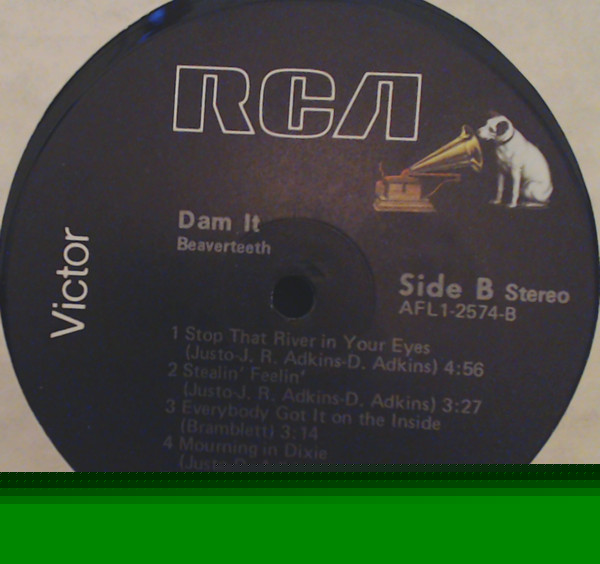 RCA
Victor
Dam It
Beaverteeth
Side B Stereo
AFL1-2574-B
1 Stop That River in Your Eyes
(Justo-J. R. Adkins-D. Adkins) 4:56
2 Stealin' Feelin'
(Justo-J. R. Adkins-D. Adkins) 3:27
3 Everybody Got It on the Inside
(Bramblett) 3:14
4 Mourning in Dixie